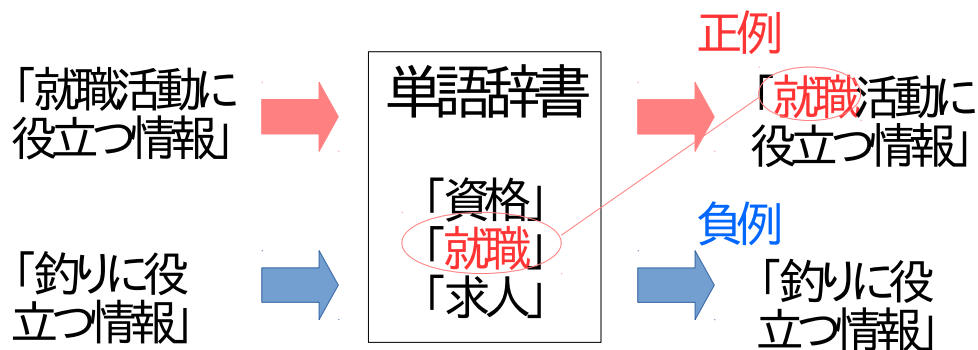 「就職活動に
役立つ情報」
「釣りに役
立つ情報」
単語辞書
「資格」
「就職」
「求人」
正例
「就職活動に
役立つ情報」
負例
「釣りに役
立つ情報」